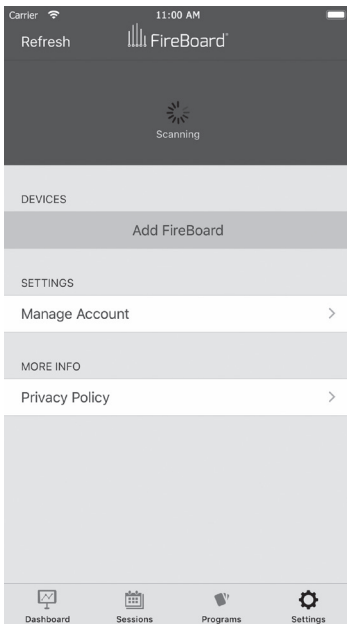 Carrier 11:00 AM
Refresh FireBoard®
Scanning
DEVICES
Add FireBoard
SETTINGS
Manage Account
MORE INFO
Privacy Policy
Dashboard Sessions Programs Settings